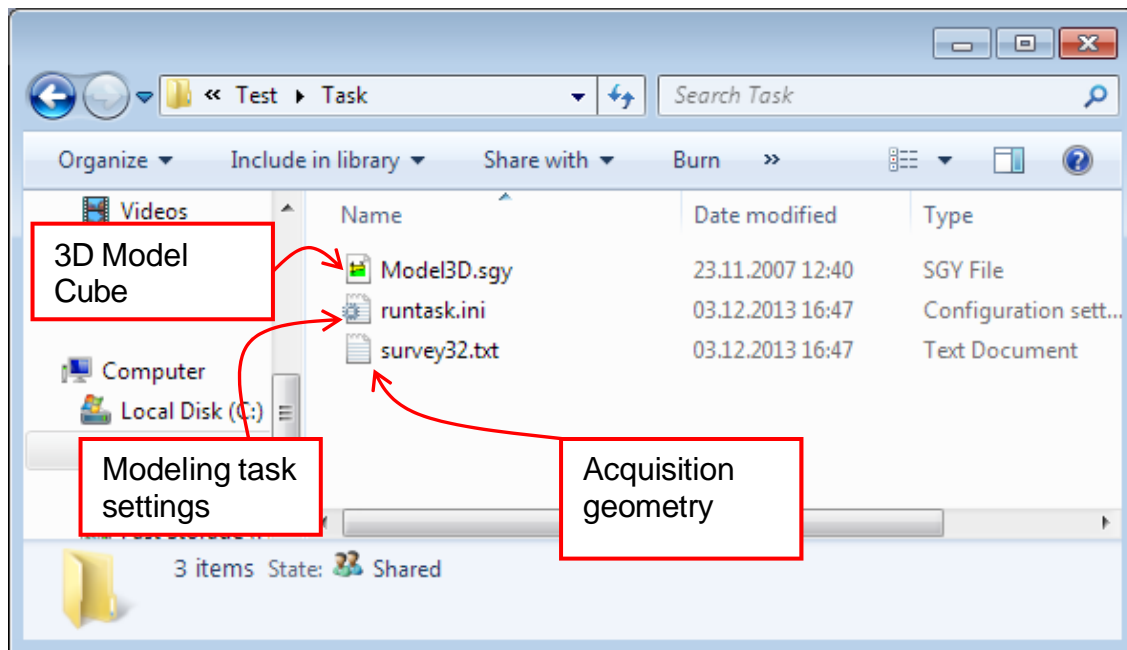 « Test ▸ Task
Search Task
Organize
Include in library
Share with
Burn
»
Videos
Name
Date modified
Type
3D Model
Cube
Model3D.sgy
23.11.2007 12:40
SGY File
runtask.ini
03.12.2013 16:47
Configuration sett...
survey32.txt
03.12.2013 16:47
Text Document
Computer
Local Disk (C:)
Modeling task
settings
Acquisition
geometry
3 items State: Shared